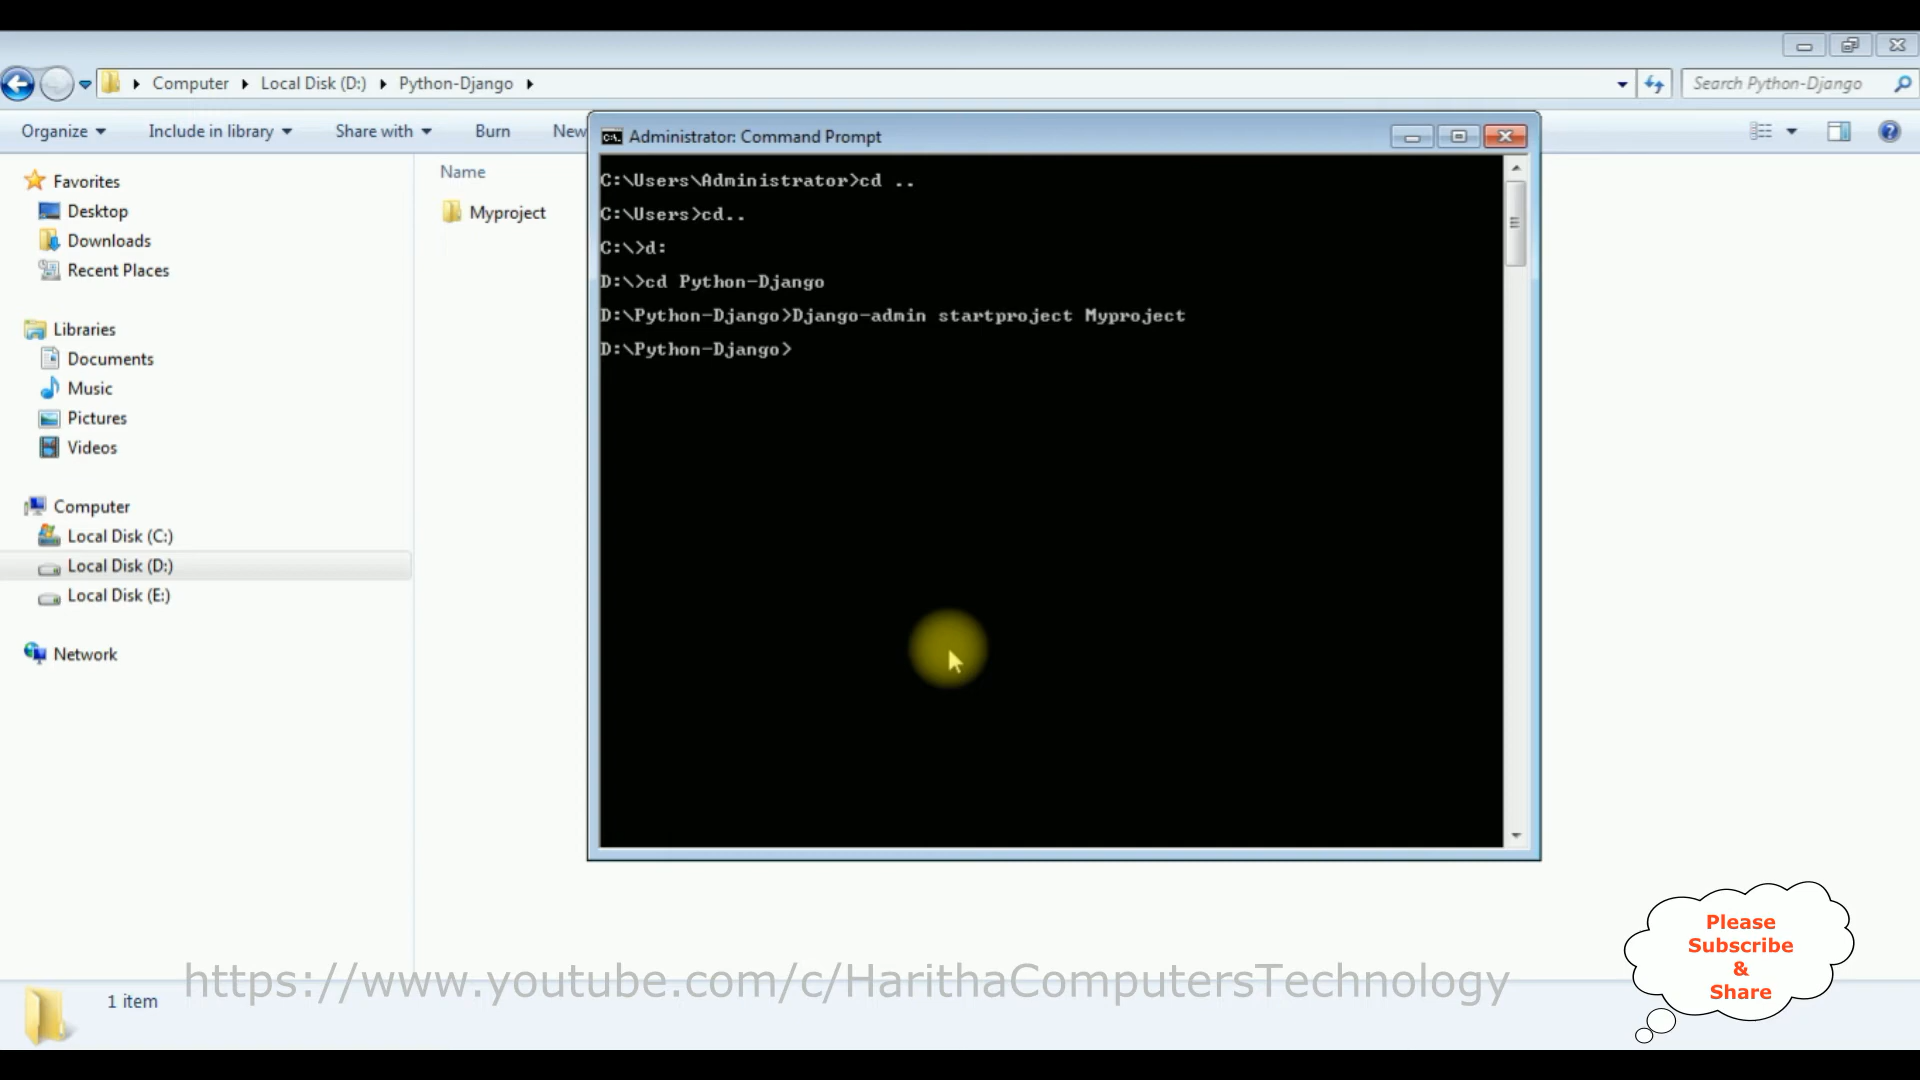 Computer
Local Disk (D:)
Python-Django
Search Python-Django
Organize
Include in library
Share with
Burn
New
Favorites
Desktop
Downloads
Recent Places
Libraries
Documents
Music
Pictures
Videos
Computer
Local Disk (C:)
Local Disk (D:)
Local Disk (E:)
Network
Name
Myproject
Administrator: Command Prompt
C:\Users\Administrator>cd ..
C:\Users>cd..
C:\>d:
D:\>cd Python-Django
D:\Python-Django>Django-admin startproject Myproject
D:\Python-Django>
1 item
https://www.youtube.com/c/HarithaComputersTechnology
Please
Subscribe
&
Share